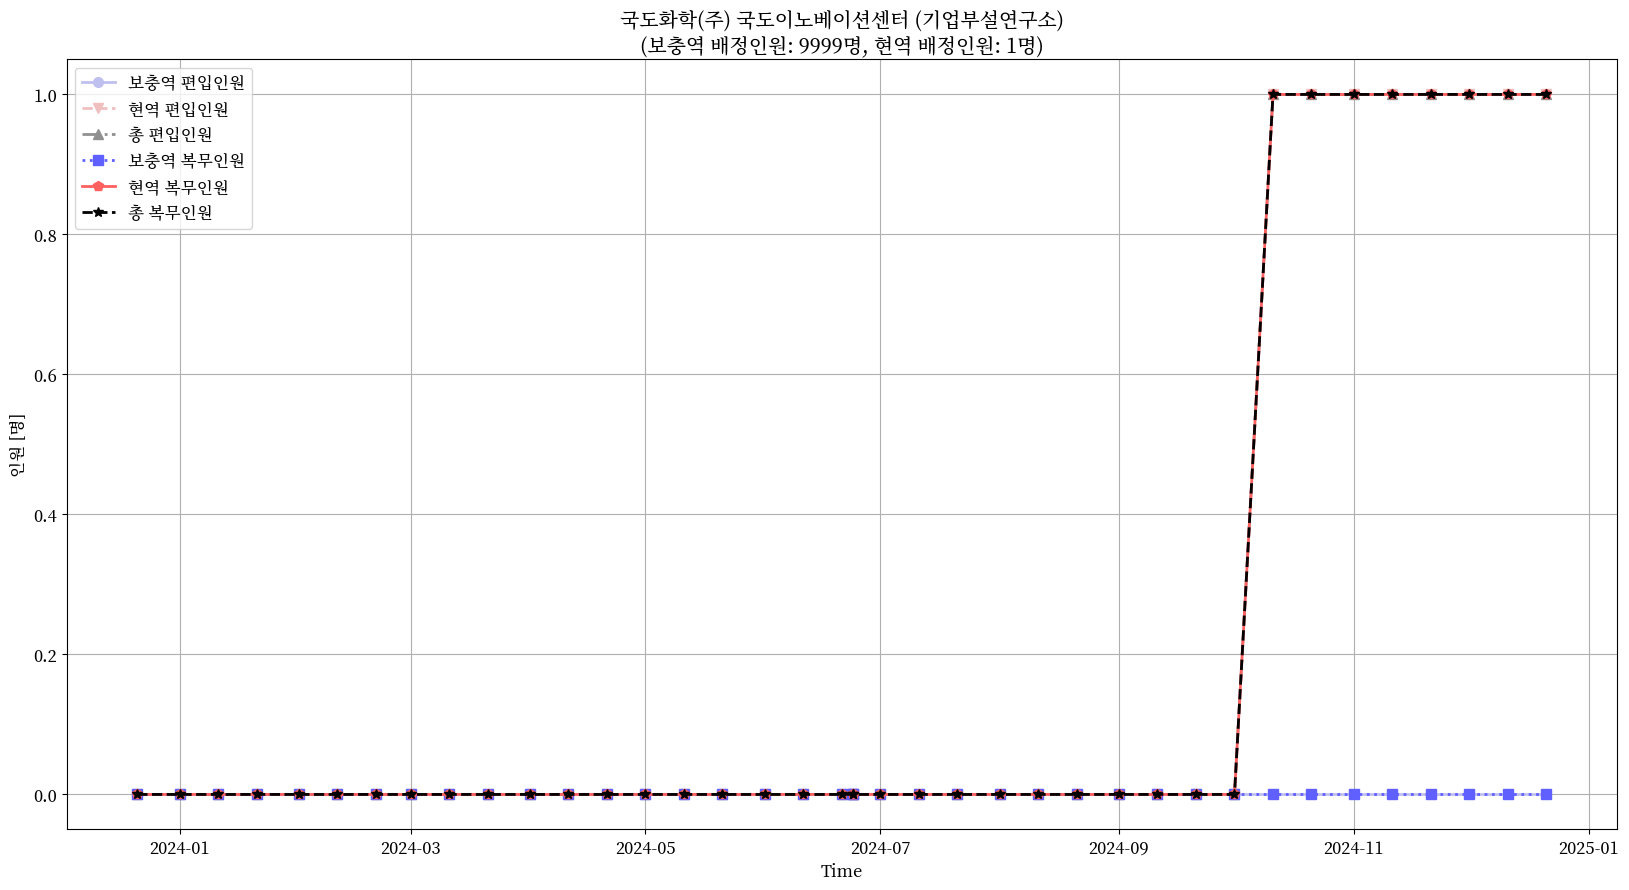 국도화학(주) 국도이노베이션센터 (기업부설연구소)
(보충역 배정인원: 9999명, 현역 배정인원: 1명)
보충역 편입인원
현역 편입인원
총 편입인원
보충역 복무인원
현역 복무인원
총 복무인원
인원 [명]
1.0
0.8
0.6
0.4
0.2
0.0
2024-01
2024-03
2024-05
2024-07
2024-09
2024-11
2025-01
Time